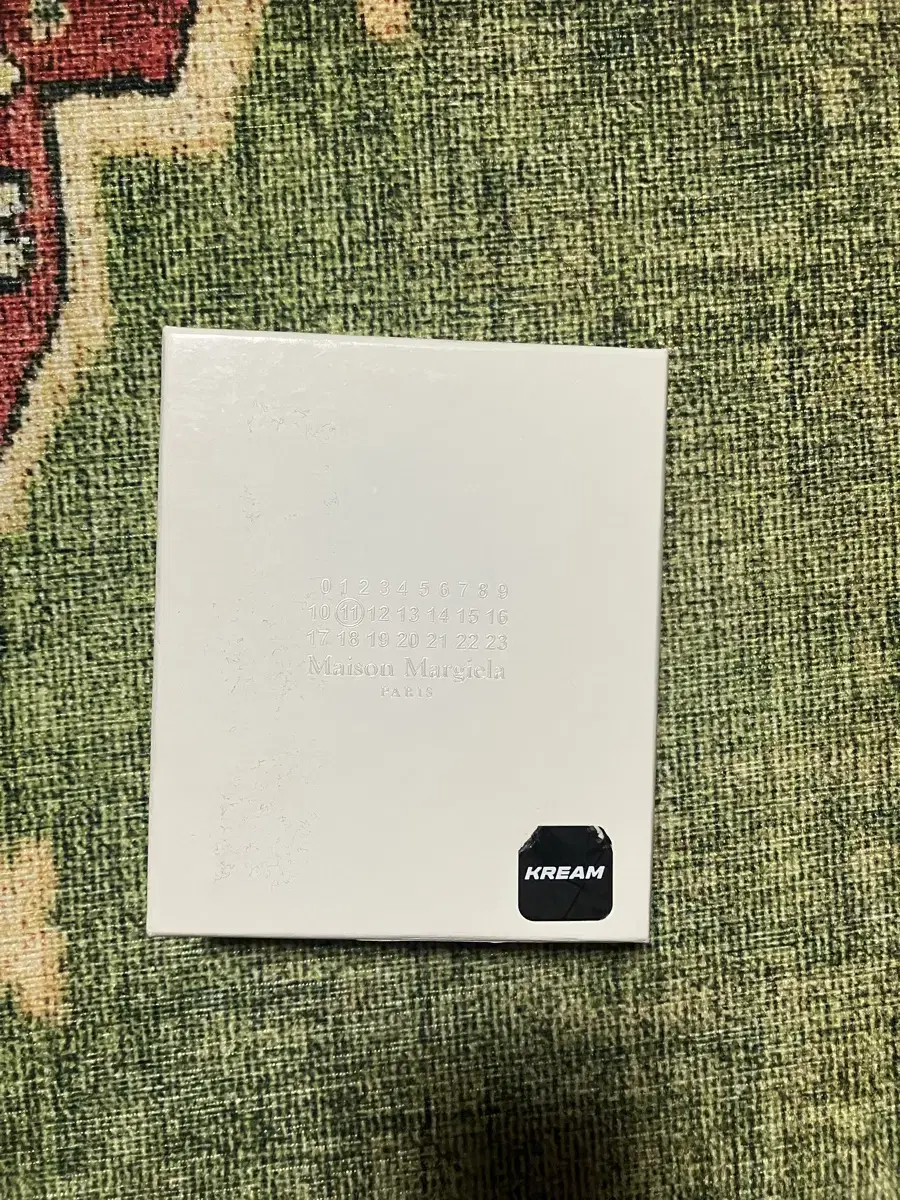 0 1 2 3 4 5 6 7 8 9
10 11 12 13 14 15 16
17 18 19 20 21 22 23
Maison Margiela
PARIS
KREAM